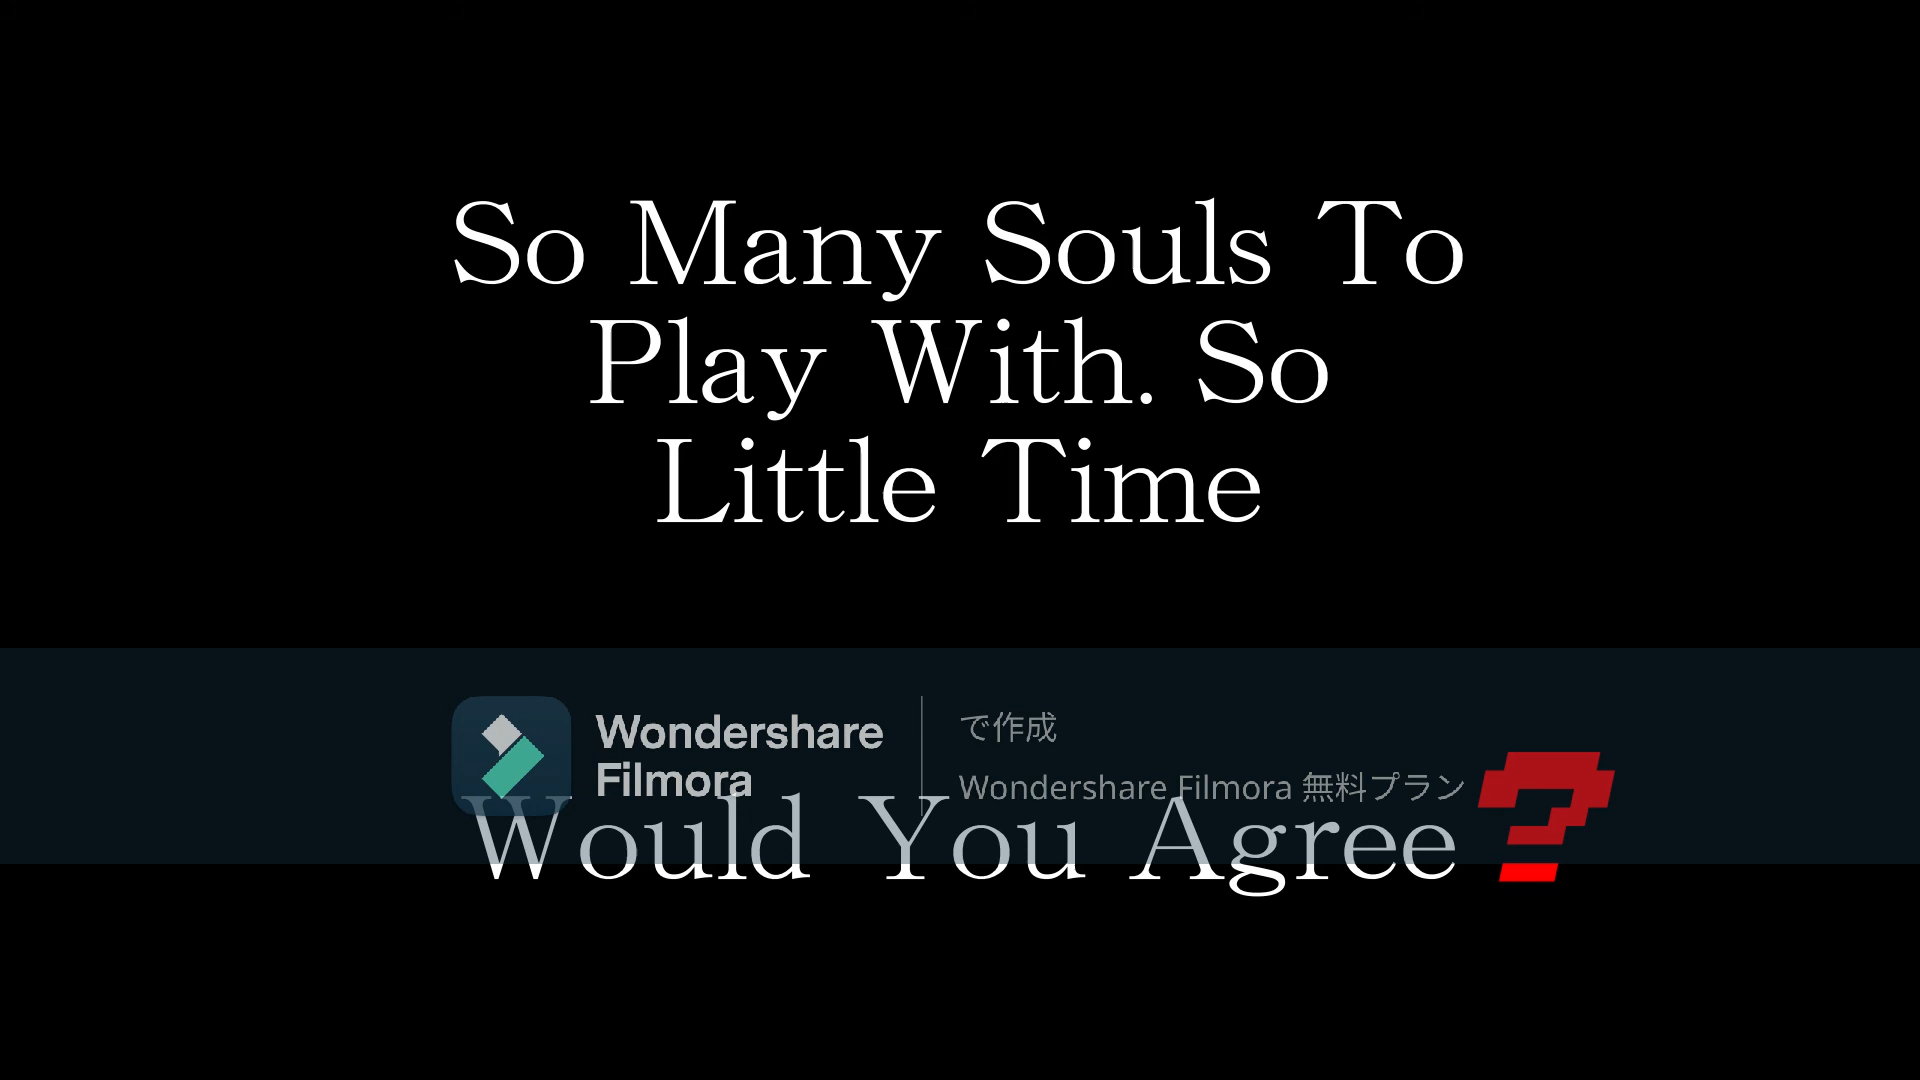 So Many Souls To
Play With. So
Little Time
Wondershare
Filmora
で作成
Wondershare Filmora 無料プラン
Would You Agree?